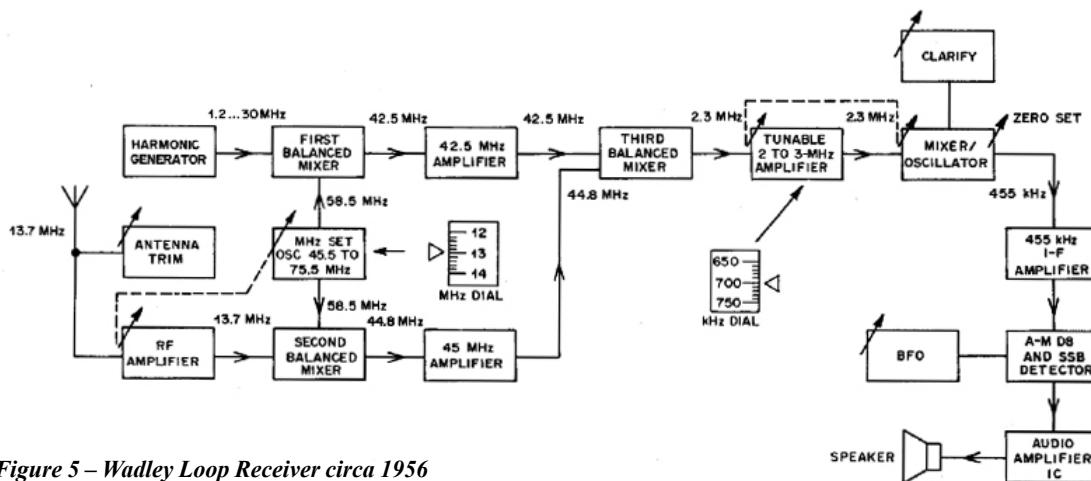 CLARIFY
1.2...30MHz
42.5 MHz
42.5 MHz
2.3 MHz
2.3 MHz
ZERO SET
HARMONIC
GENERATOR
FIRST
BALANCED
MIXER
42.5 MHz
AMPLIFIER
THIRD
BALANCED
MIXER
TUNABLE
2 TO 3-MHz
AMPLIFIER
MIXER/
OSCILLATOR
58.5 MHz
44.8 MHz
455 kHz
13.7 MHz
ANTENNA
TRIM
MHz SET
OSC 45.5 TO
75.5 MHz
12
13
14
MHz DIAL
650
700
750
kHz DIAL
455 kHz
I-F
AMPLIFIER
58.5 MHz
13.7 MHz
44.8 MHz
RF
AMPLIFIER
SECOND
BALANCED
MIXER
45 MHz
AMPLIFIER
BFO
A-M DB
AND SSB
DETECTOR
SPEAKER
AUDIO
AMPLIFIER
IC
Figure 5 – Wadley Loop Receiver circa 1956